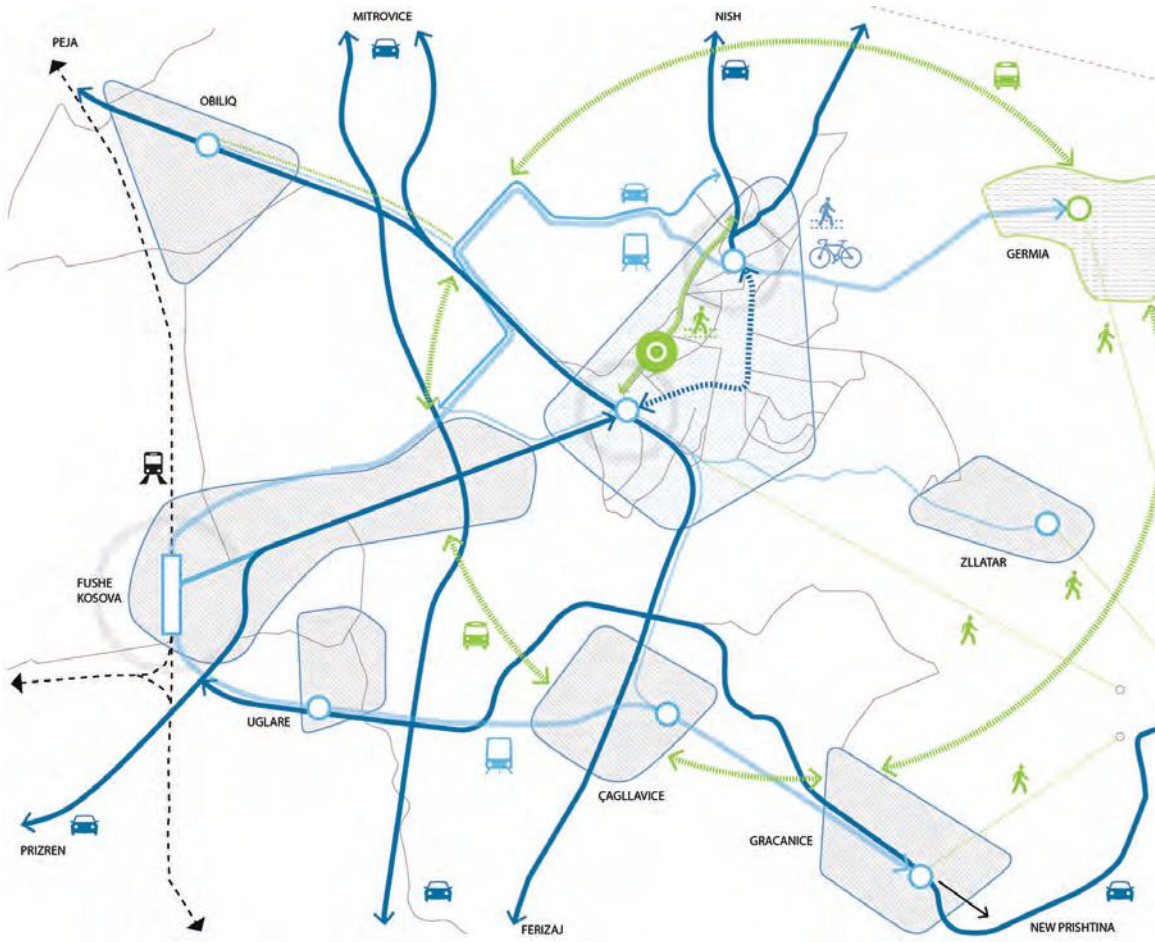 MITROVICE
NISH
PEJA
OBILIQ
GERMIA
ZLLATAR
FUSHE
KOSOVA
UGLARE
ÇAGLLAVICE
GRACANICE
PRIZREN
FERIZAJ
NEW PRISHTINA